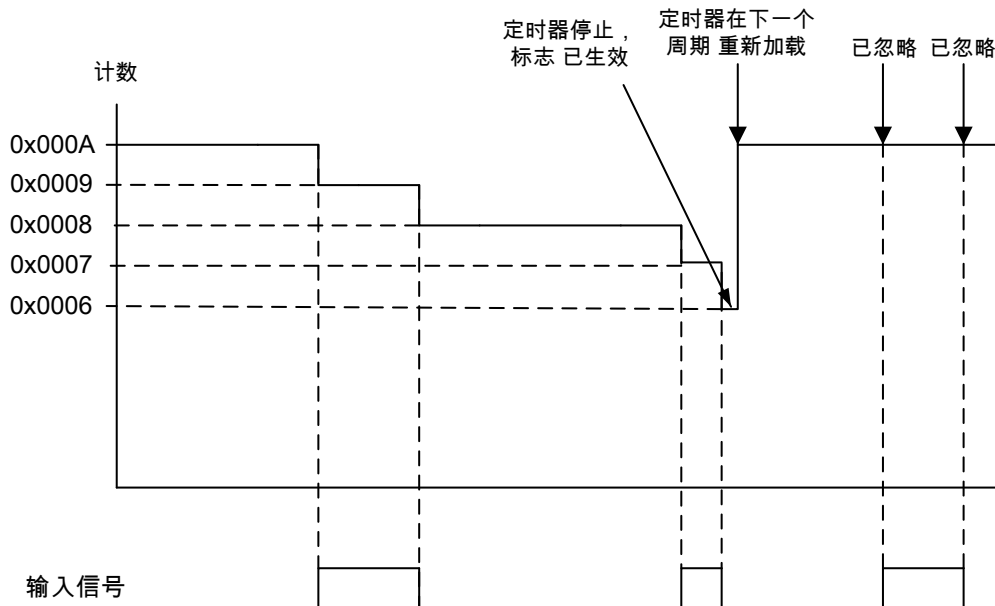 定时器停止，
标志 已生效
定时器在下一个
周期 重新加载
已忽略 已忽略
计数
0x000A
0x0009
0x0008
0x0007
0x0006
输入信号